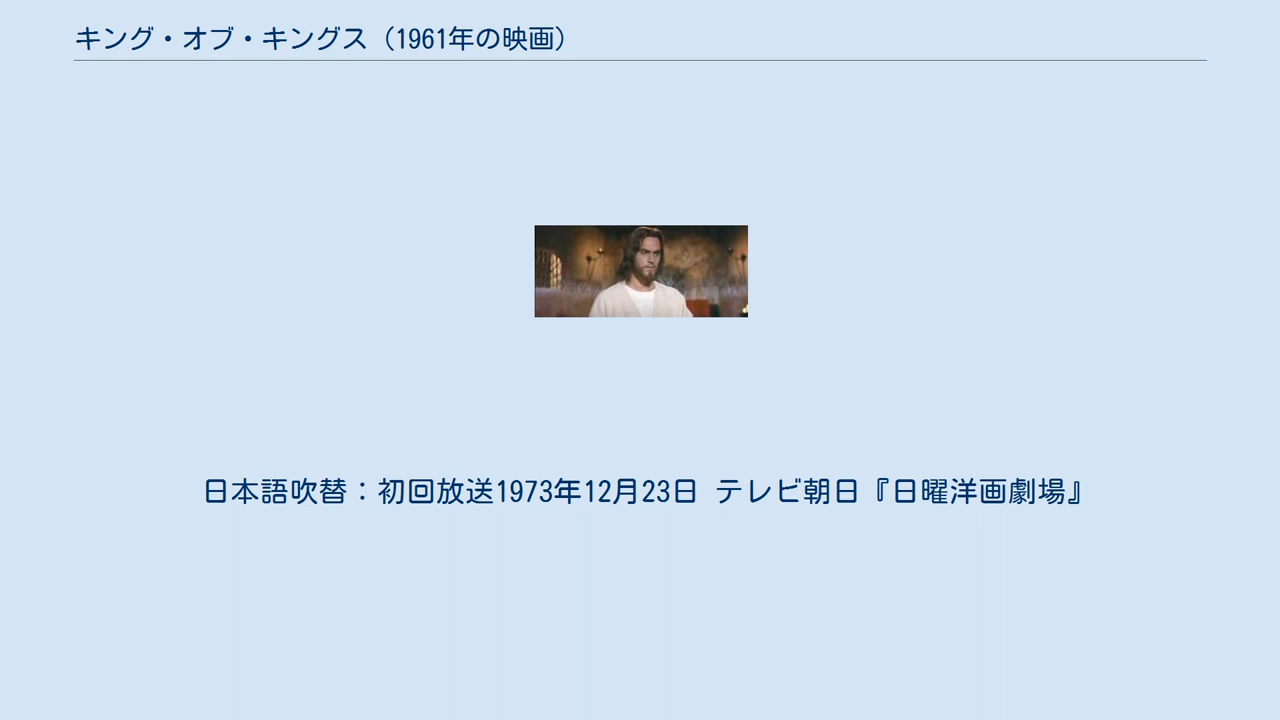 キング・オブ・キングス（1961年の映画）
日本語吹替：初回放送1973年12月23日 テレビ朝日『日曜洋画劇場』